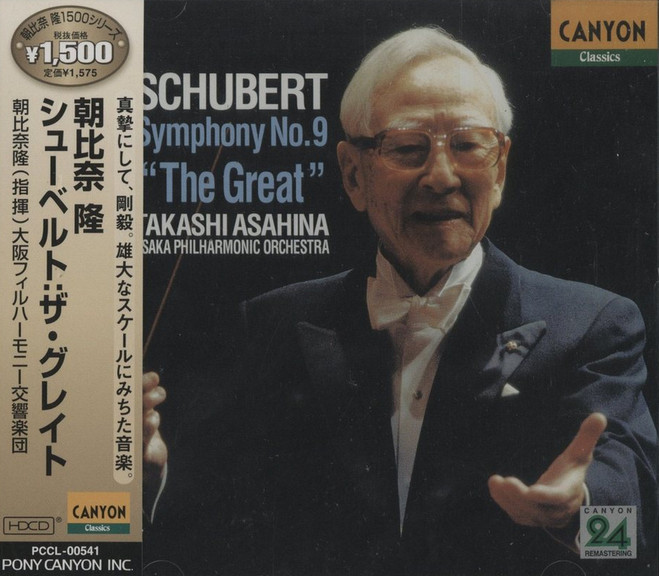 朝比奈 隆1500シリーズ
税抜価格
¥1,500
定価¥1,575
真摯にして、剛毅。雄大なスケールにみちた音楽。
朝比奈 隆
シューベルト:ザ・グレイト
朝比奈隆(指揮)大阪フィルハーモニー交響楽団
HDCD®
CANYON
Classics
PCCL-00541
PONY CANYON INC.
CANYON
Classics
SCHUBERT
Symphony No.9
“The Great”
TAKASHI ASAHINA
SAKA PHILHARMONIC ORCHESTRA
CANYON
24
REMASTERING